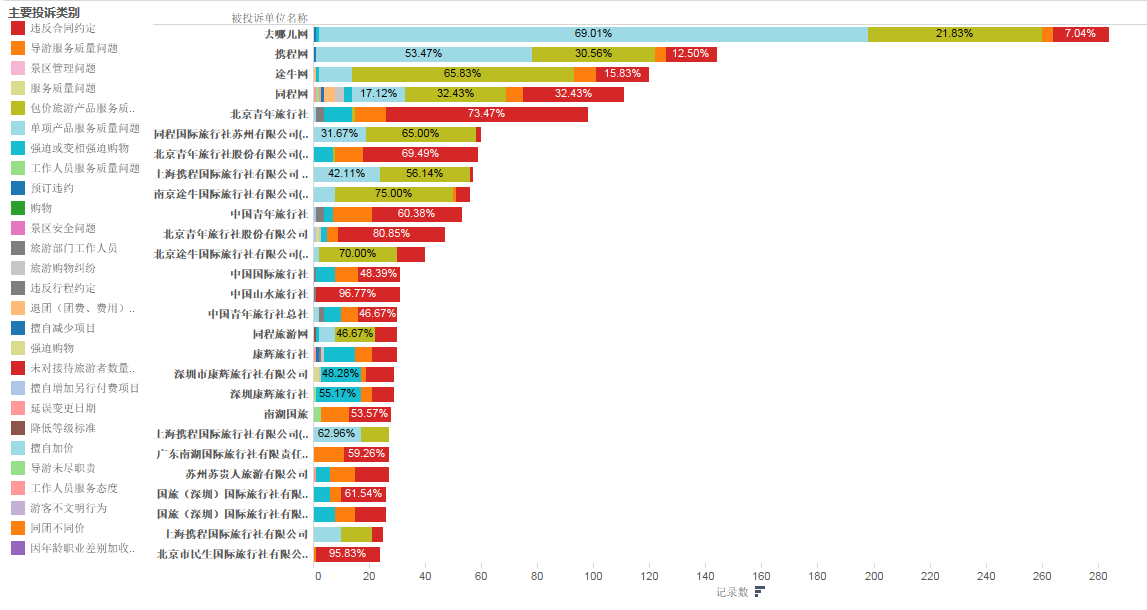 主要投诉类别
违反合同约定
导游服务质量问题
景区管理问题
服务质量问题
包价旅游产品服务质..
单项产品服务质量问题
强迫或变相强迫购物
工作人员服务质量问题
预订违约
购物
景区安全问题
旅游部门工作人员
旅游购物纠纷
违反行程约定
退团（团费、费用）..
擅自减少项目
强迫购物
未对接待旅游者数量..
擅自增加另行付费项目
延误变更日期
降低等级标准
擅自加价
导游未尽职责
工作人员服务态度
游客不文明行为
同团不同价
因年龄职业差别加收..
被投诉单位名称
去哪儿网 69.01% 21.83% 7.04%
携程网 53.47% 30.56% 12.50%
途牛网 65.83% 15.83%
同程网 17.12% 32.43% 32.43%
北京青年旅行社 73.47%
同程国际旅行社苏州有限公司(.. 31.67% 65.00%
北京青年旅行社股份有限公司(.. 69.49%
上海携程国际旅行社有限公司 .. 42.11% 56.14%
南京途牛国际旅行社有限公司(.. 75.00%
中国青年旅行社 60.38%
北京青年旅行社股份有限公司 80.85%
北京途牛国际旅行社有限公司(.. 70.00%
中国国际旅行社 48.39%
中国山水旅行社 96.77%
中国青年旅行社总社 46.67%
同程旅游网 46.67%
康辉旅行社
深圳市康辉旅行社有限公司 48.28%
深圳康辉旅行社 55.17%
南湖国旅 53.57%
上海携程国际旅行社有限公司(.. 62.96%
广东南湖国际旅行社有限责任.. 59.26%
苏州苏贵人旅游有限公司
国旅（深圳）国际旅行社有限.. 61.54%
国旅（深圳）国际旅行社有限..
上海携程国际旅行社有限公司
北京市民生国际旅行社有限公.. 95.83%
0 20 40 60 80 100 120 140 160 180 200 220 240 260 280
记录数